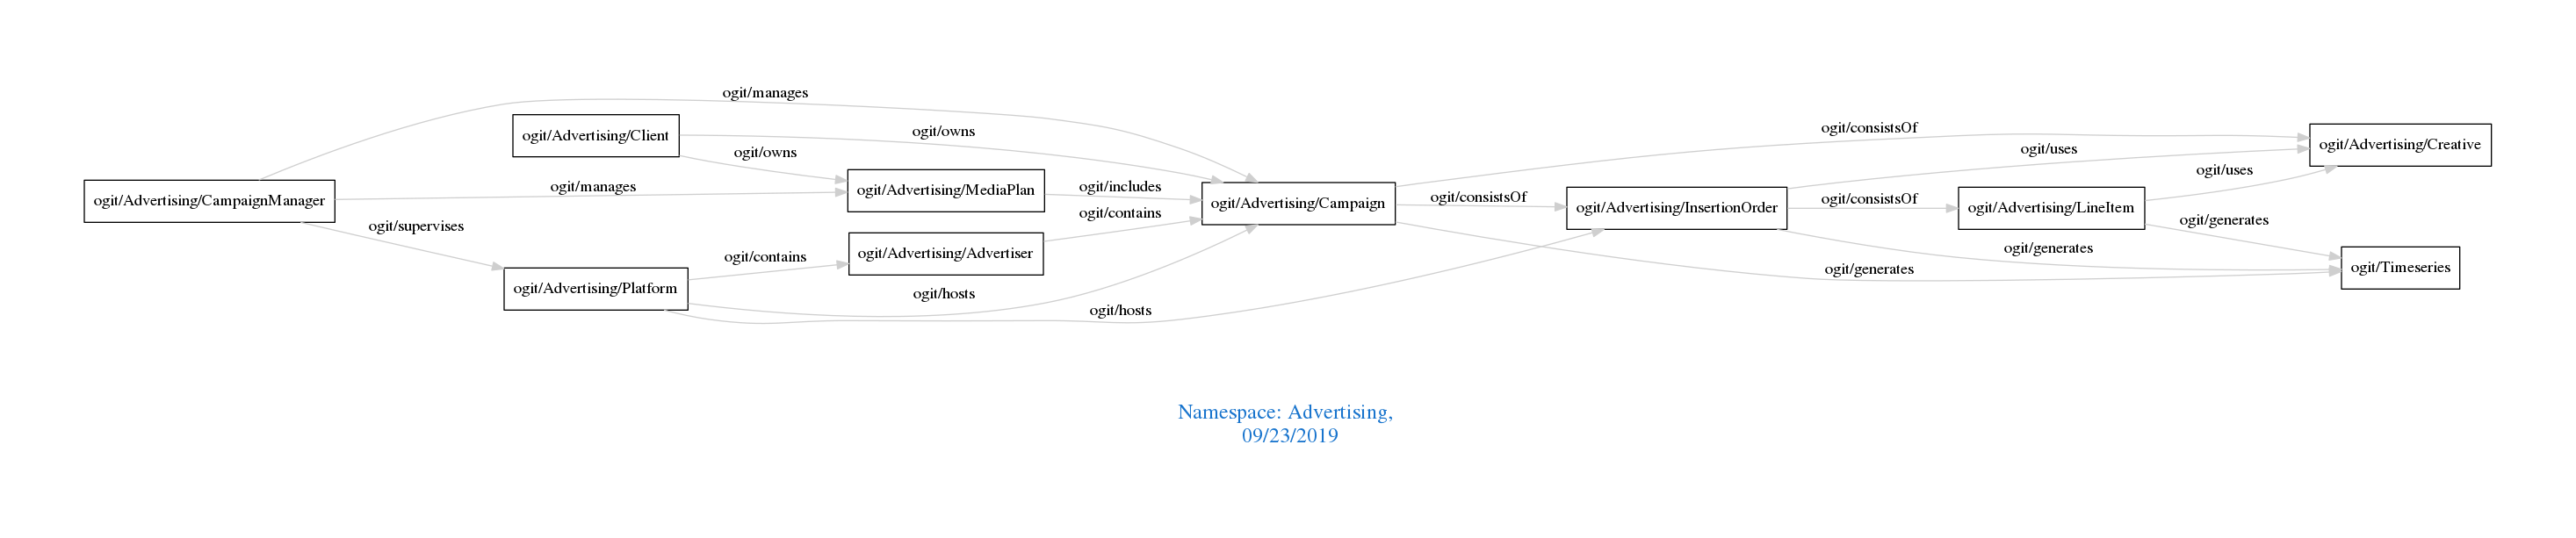 ogit/manages
ogit/Advertising/Client
ogit/owns
ogit/consistsOf
ogit/Advertising/Creative
ogit/owns
ogit/uses
ogit/Advertising/CampaignManager
ogit/manages
ogit/Advertising/MediaPlan
ogit/includes
ogit/Advertising/Campaign
ogit/consistsOf
ogit/Advertising/InsertionOrder
ogit/consistsOf
ogit/Advertising/LineItem
ogit/uses
ogit/supervises
ogit/contains
ogit/generates
ogit/contains
ogit/Advertising/Advertiser
ogit/generates
ogit/Timeseries
ogit/Advertising/Platform
ogit/hosts
ogit/generates
ogit/hosts
Namespace: Advertising,
09/23/2019